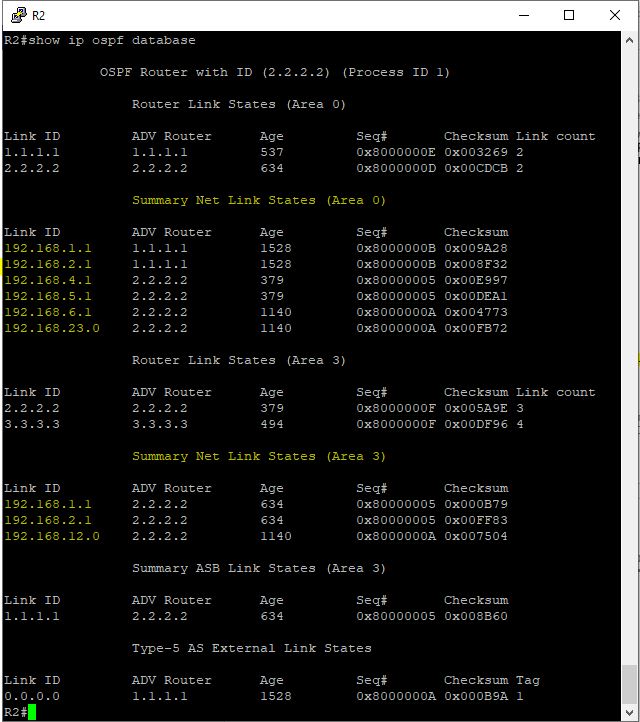 R2
R2#show ip ospf database
OSPF Router with ID (2.2.2.2) (Process ID 1)
Router Link States (Area 0)
Link ID ADV Router Age Seq# Checksum Link count
1.1.1.1 1.1.1.1 537 0x8000000E 0x003269 2
2.2.2.2 2.2.2.2 634 0x8000000D 0x00CDCB 2
Summary Net Link States (Area 0)
Link ID ADV Router Age Seq# Checksum
192.168.1.1 1.1.1.1 1528 0x8000000B 0x009A28
192.168.2.1 1.1.1.1 1528 0x8000000B 0x008F32
192.168.4.1 2.2.2.2 379 0x80000005 0x00E997
192.168.5.1 2.2.2.2 379 0x80000005 0x00DEA1
192.168.6.1 2.2.2.2 1140 0x8000000A 0x004773
192.168.23.0 2.2.2.2 1140 0x8000000A 0x00FB72
Router Link States (Area 3)
Link ID ADV Router Age Seq# Checksum Link count
2.2.2.2 2.2.2.2 379 0x8000000F 0x005A9E 3
3.3.3.3 3.3.3.3 494 0x8000000F 0x00DF96 4
Summary Net Link States (Area 3)
Link ID ADV Router Age Seq# Checksum
192.168.1.1 2.2.2.2 634 0x80000005 0x000B79
192.168.2.1 2.2.2.2 634 0x80000005 0x00FF83
192.168.12.0 2.2.2.2 1140 0x8000000A 0x007504
Summary ASB Link States (Area 3)
Link ID ADV Router Age Seq# Checksum
1.1.1.1 2.2.2.2 634 0x80000005 0x008B60
Type-5 AS External Link States
Link ID ADV Router Age Seq# Checksum Tag
0.0.0.0 1.1.1.1 1528 0x8000000A 0x000B9A 1
R2#